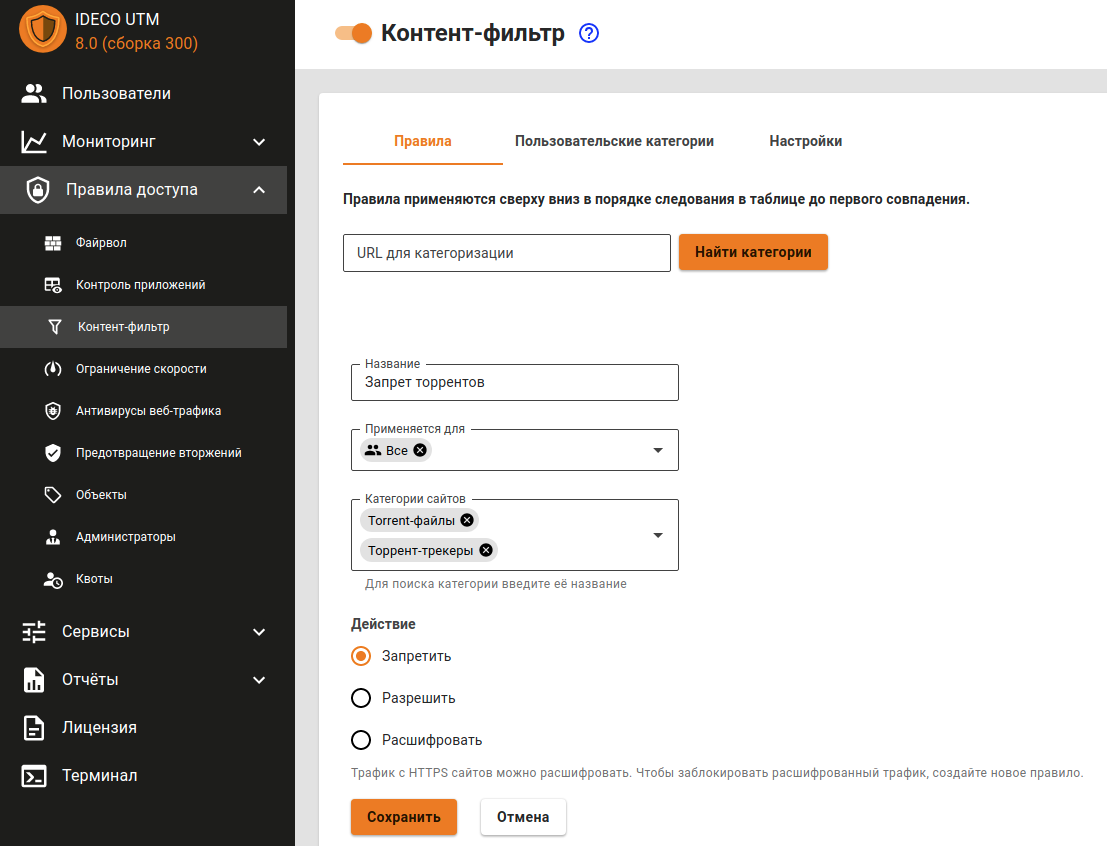 IDECO UTM
8.0 (сборка 300)
Пользователи
Мониторинг
Правила доступа
Файрвол
Контроль приложений
Контент-фильтр
Ограничение скорости
Антивирусы веб-трафика
Предотвращение вторжений
Объекты
Администраторы
Квоты
Сервисы
Отчёты
Лицензия
Терминал
Контент-фильтр ?
Правила Пользовательские категории Настройки
Правила применяются сверху вниз в порядке следования в таблице до первого совпадения.
URL для категоризации Найти категории
Название
Запрет торрентов
Применяется для
Все
Категории сайтов
Torrent-файлы
Торрент-трекеры
Для поиска категории введите её название
Действие
Запретить
Разрешить
Расшифровать
Трафик с HTTPS сайтов можно расшифровать. Чтобы заблокировать расшифрованный трафик, создайте новое правило.
Сохранить Отмена